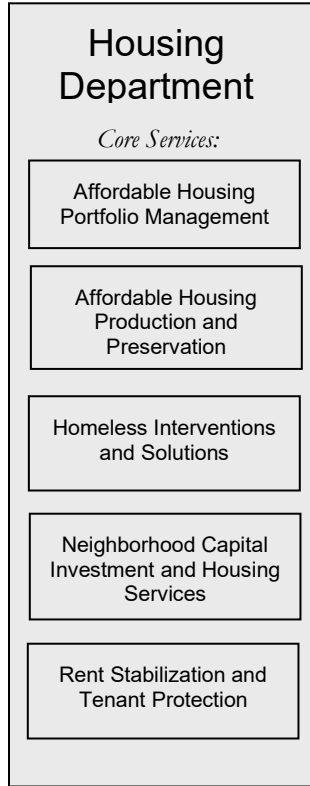 Housing
Department
Core Services:
Affordable Housing
Portfolio Management
Affordable Housing
Production and
Preservation
Homeless Interventions
and Solutions
Neighborhood Capital
Investment and Housing
Services
Rent Stabilization and
Tenant Protection